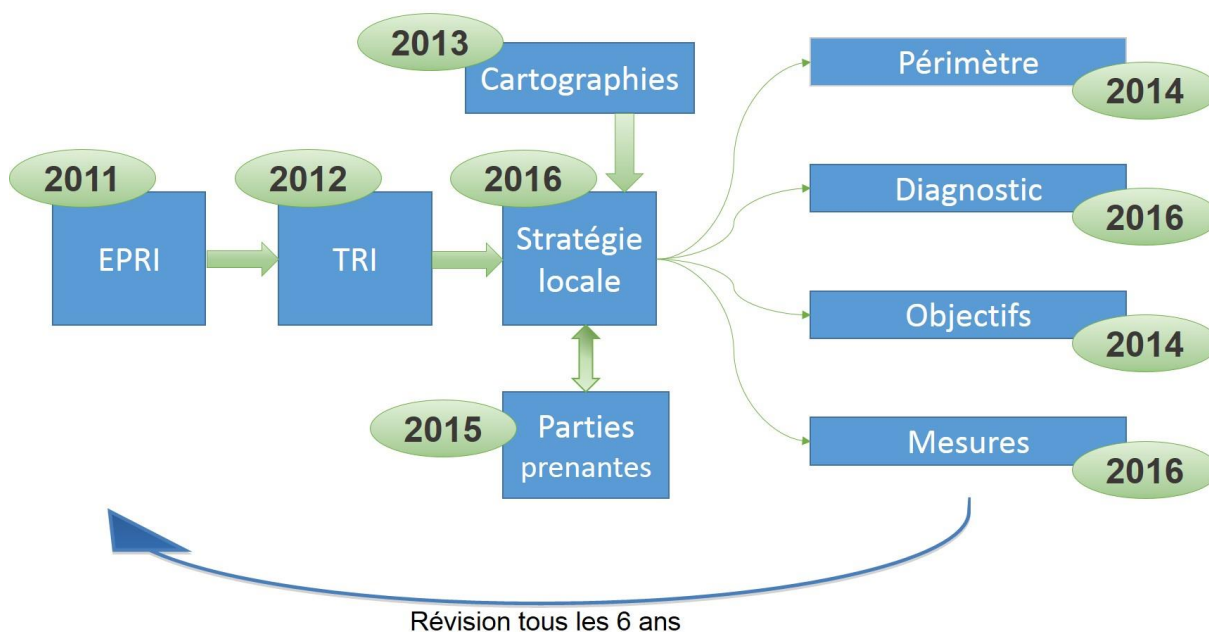 2013
Cartographies
2011
EPRI
2012
TRI
2016
Stratégie
locale
2015
Parties
prenantes
Périmètre
2014
Diagnostic
2016
Objectifs
2014
Mesures
2016
Révision tous les 6 ans